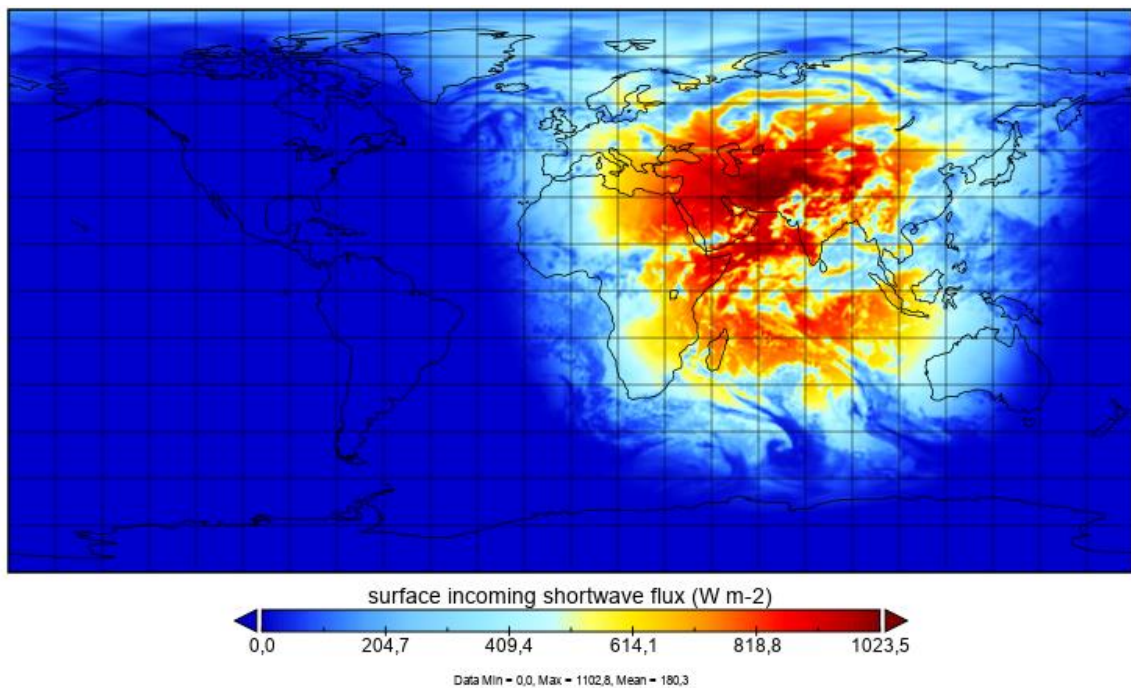 surface incoming shortwave flux (W m-2)
0,0 204,7 409,4 614,1 818,8 1023,5
Data Min = 0,0, Max = 1102,8, Mean = 180,3